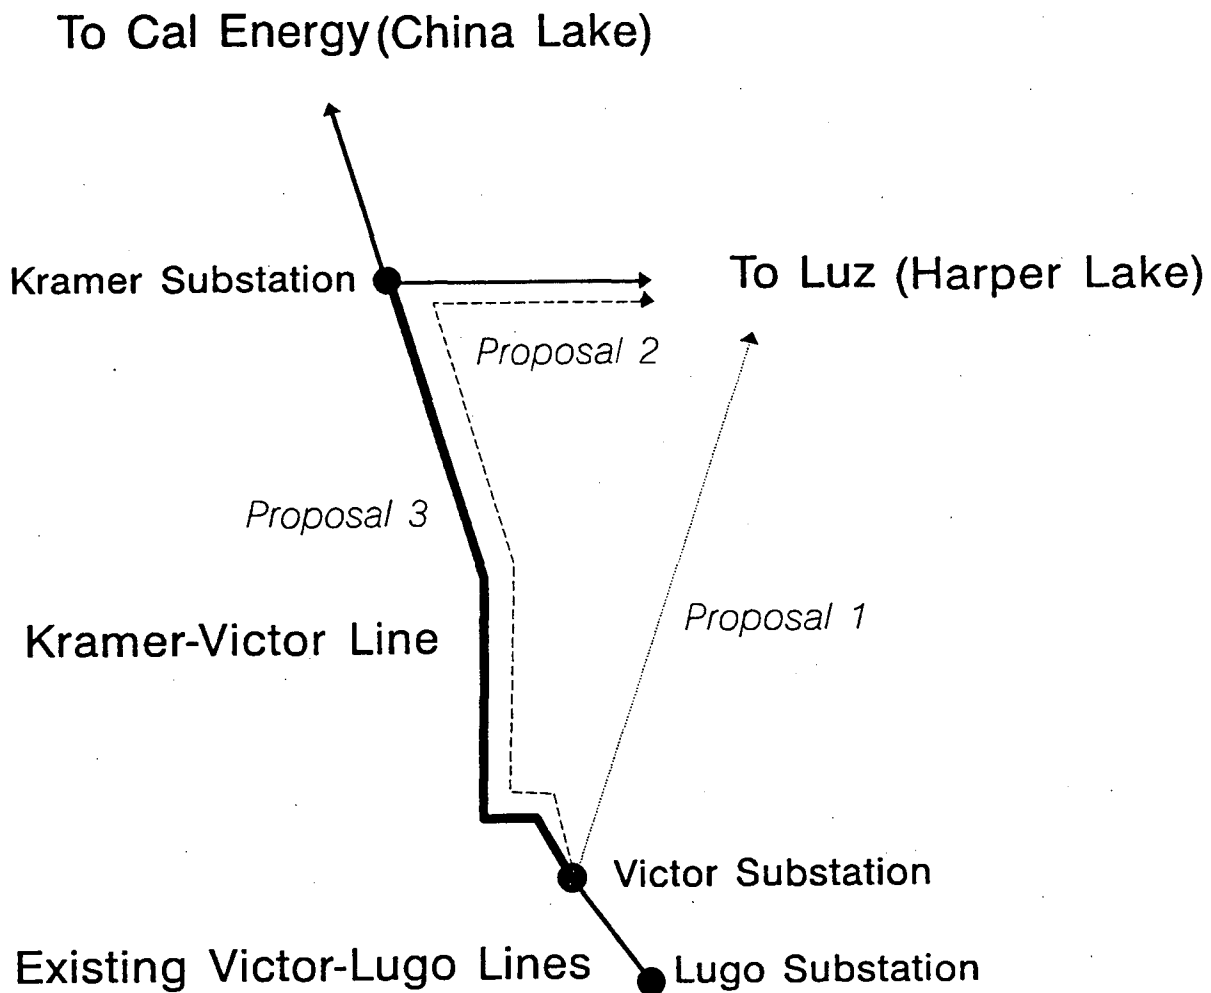 To Cal Energy (China Lake)
Kramer Substation
To Luz (Harper Lake)
Proposal 2
Proposal 3
Proposal 1
Kramer-Victor Line
Victor Substation
Existing Victor-Lugo Lines
Lugo Substation